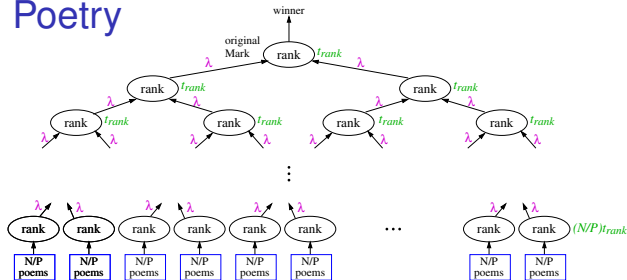 Poetry
winner
original
Mark
rank t_rank
λ λ
rank t_rank rank t_rank
λ λ λ λ
rank t_rank rank t_rank rank t_rank rank t_rank
λ λ λ λ λ λ λ λ
⋮
λ λ λ λ λ λ λ λ
rank rank rank rank rank rank ... rank rank (N/P)t_rank
N/P N/P N/P N/P N/P N/P N/P N/P
poems poems poems poems poems poems poems poems